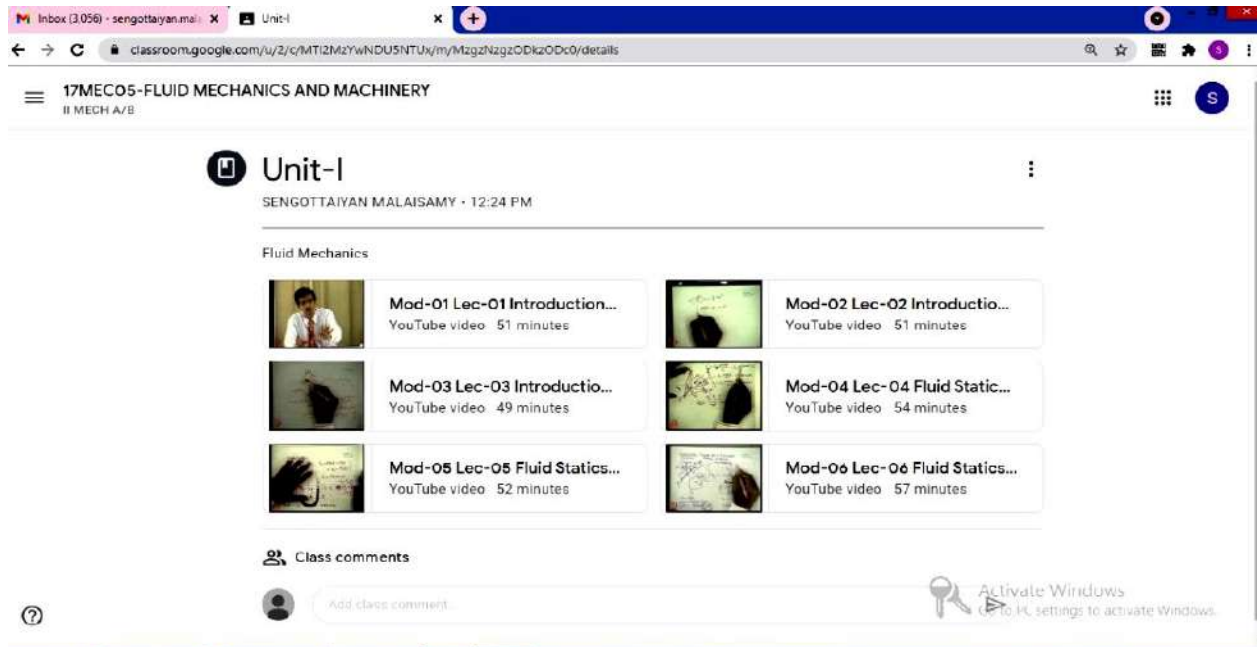 Inbox (3,056) - sengottaiyan.mala
Unit-I
classroom.google.com/u/2/c/MTI2MzYwNDU5NTUx/m/MzgzNzgzODkzODc0/details
17MEC05-FLUID MECHANICS AND MACHINERY
II MECH A/B
S
Unit-I
SENGOTTAIYAN MALAISAMY • 12:24 PM
Fluid Mechanics
Mod-01 Lec-01 Introduction...
YouTube video 51 minutes
Mod-02 Lec-02 Introductio...
YouTube video 51 minutes
Mod-03 Lec-03 Introductio...
YouTube video 49 minutes
Mod-04 Lec-04 Fluid Static...
YouTube video 54 minutes
Mod-05 Lec-05 Fluid Statics...
YouTube video 52 minutes
Mod-06 Lec-06 Fluid Statics...
YouTube video 57 minutes
Class comments
Add class comment
Activate Windows
Go to PC settings to activate Windows.